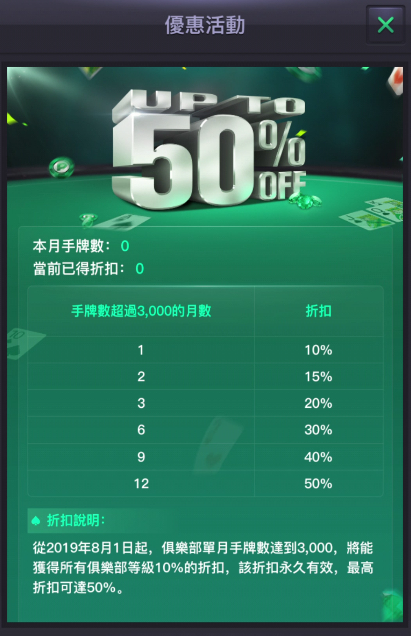 優惠活動
UP TO
50%
OFF
本月手牌數： 0
當前已得折扣： 0
手牌數超過3,000的月數 折扣
1 10%
2 15%
3 20%
6 30%
9 40%
12 50%
折扣說明：
從2019年8月1日起，俱樂部單月手牌數達到3,000，將能
獲得所有俱樂部等級10%的折扣，該折扣永久有效，最高
折扣可達50%。